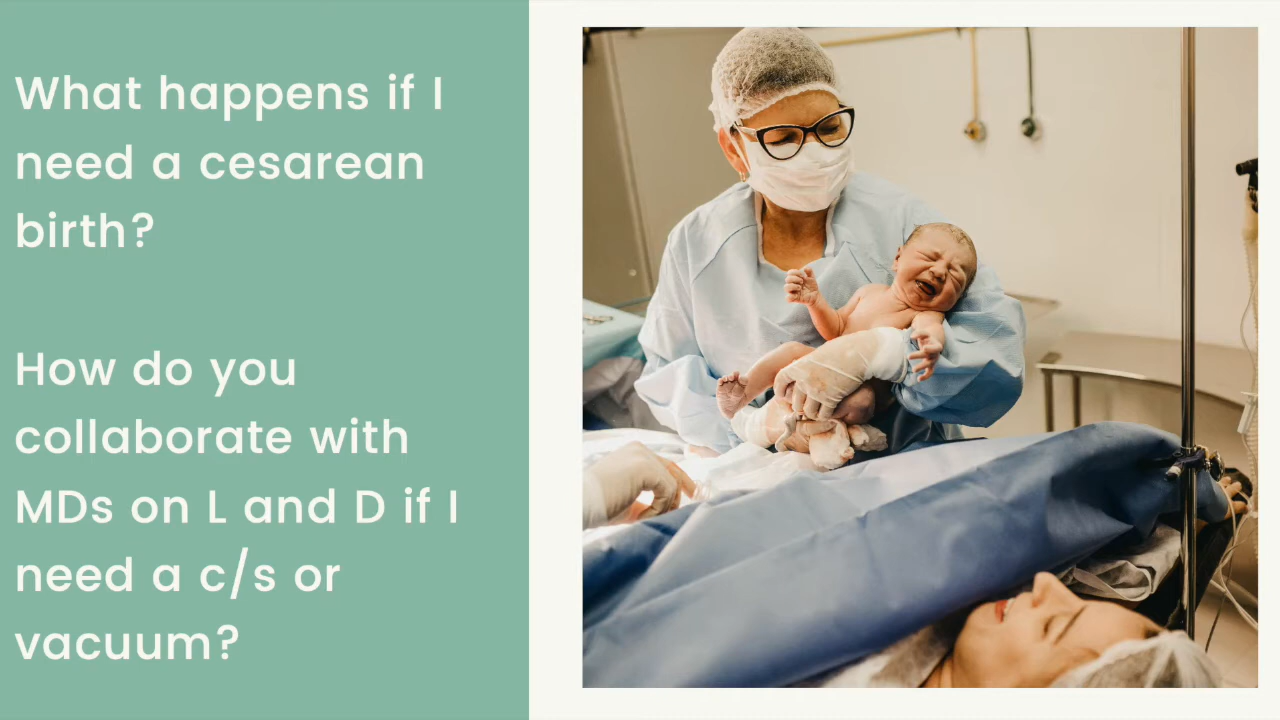 What happens if I
need a cesarean
birth?
How do you
collaborate with
MDs on L and D if I
need a c/s or
vacuum?